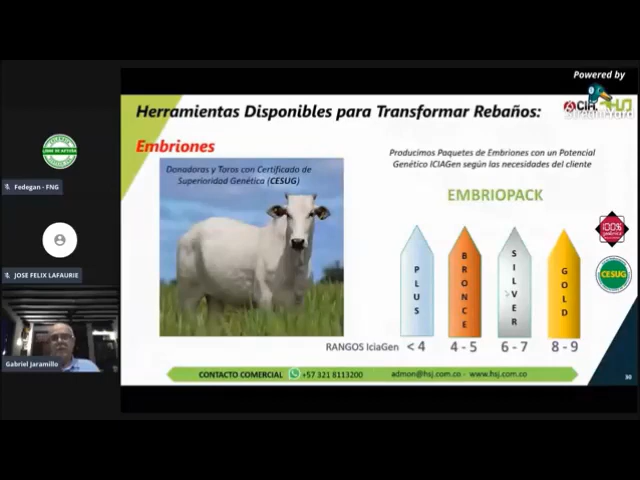 Powered by
Herramientas Disponibles para Transformar Rebaños:
Embriones
Donadoras y Toros con Certificado de
Superioridad Genética (CESUG)
Producimos Paquetes de Embriones con un Potencial
Genético ICIAGen según las necesidades del cliente
EMBRIOPACK
PLUS
BRONCE
SILVER
GOLD
RANGOS IciaGen < 4 4 - 5 6 - 7 8 - 9
100%
CESUG
CONTACTO COMERCIAL +57 321 8113200 admon@hsj.com.co - www.hsj.com.co
30
Fedegan - FNG
JOSE FELIX LAFAURIE
Gabriel Jaramillo